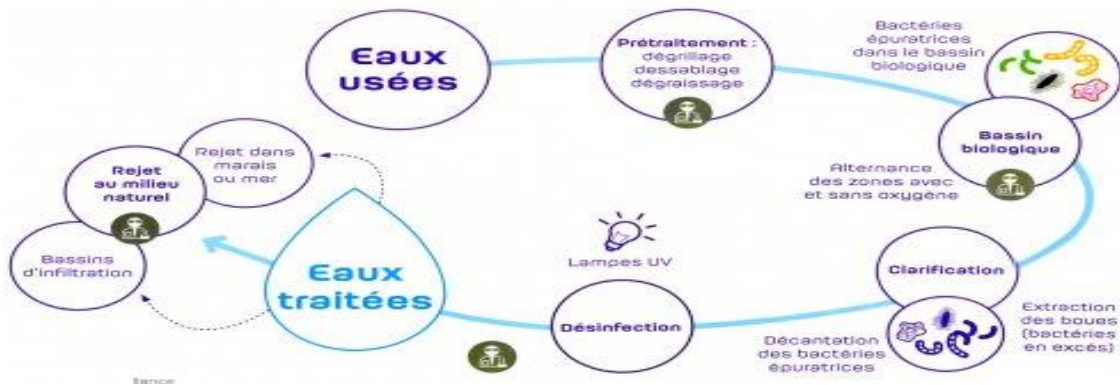 Eaux
usées
Prétraitement :
dégrillage
dessablage
dégraissage
Bactéries
épuratrices
dans le bassin
biologique
Bassin
biologique
Alternance
des zones avec
et sans oxygène
Clarification
Extraction
des boues
(bactéries
en excés)
Décantation
des bactéries
épuratrices
Lampes UV
Désinfection
Eaux
traitées
Rejet dans
marais
ou mer
Rejet
au milieu
naturel
Bassins
d'infiltration